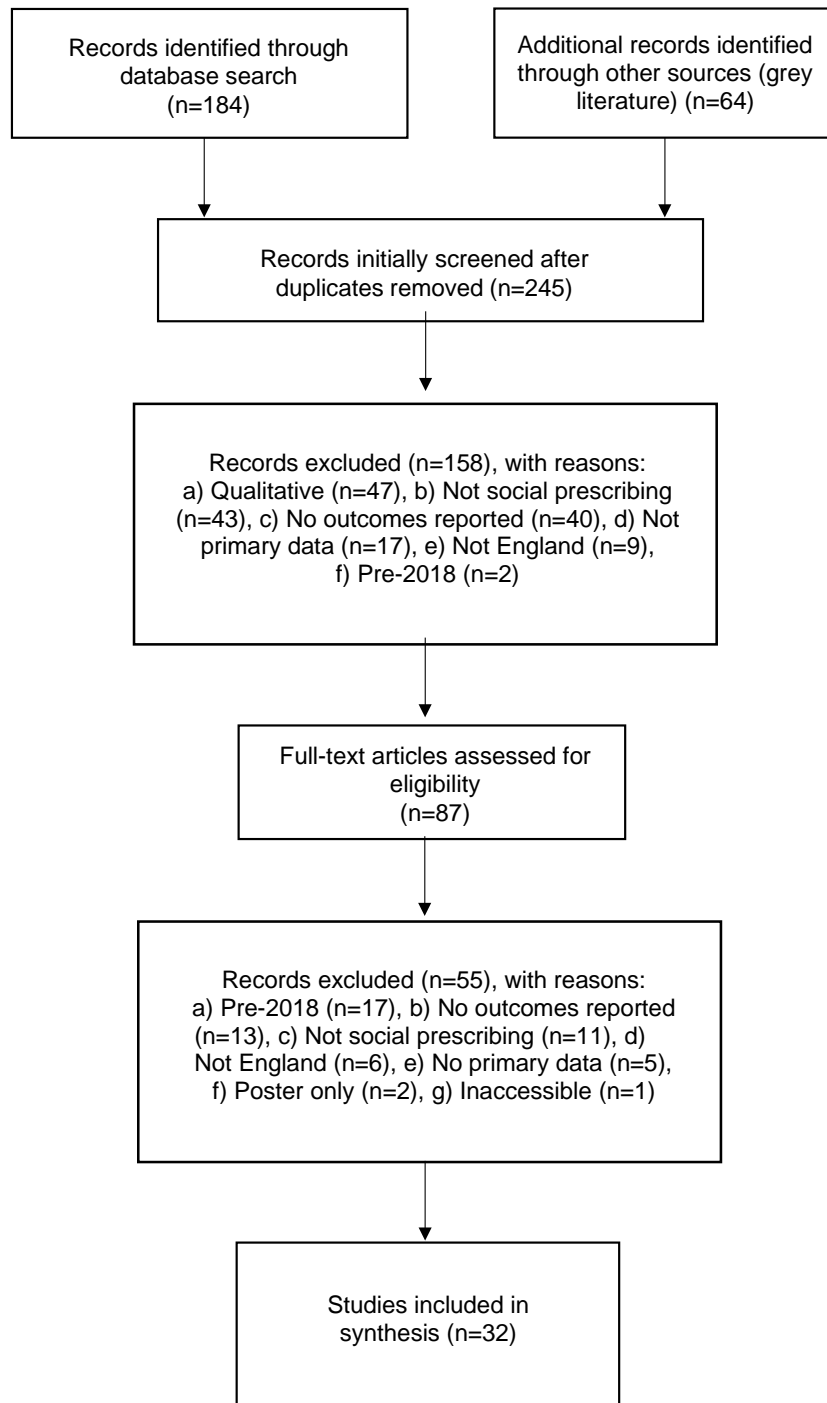 Records identified through
database search
(n=184)
Additional records identified
through other sources (grey
literature) (n=64)
Records initially screened after
duplicates removed (n=245)
Records excluded (n=158), with reasons:
a) Qualitative (n=47), b) Not social prescribing
(n=43), c) No outcomes reported (n=40), d) Not
primary data (n=17), e) Not England (n=9),
f) Pre-2018 (n=2)
Full-text articles assessed for
eligibility
(n=87)
Records excluded (n=55), with reasons:
a) Pre-2018 (n=17), b) No outcomes reported
(n=13), c) Not social prescribing (n=11), d)
Not England (n=6), e) No primary data (n=5),
f) Poster only (n=2), g) Inaccessible (n=1)
Studies included in
synthesis (n=32)